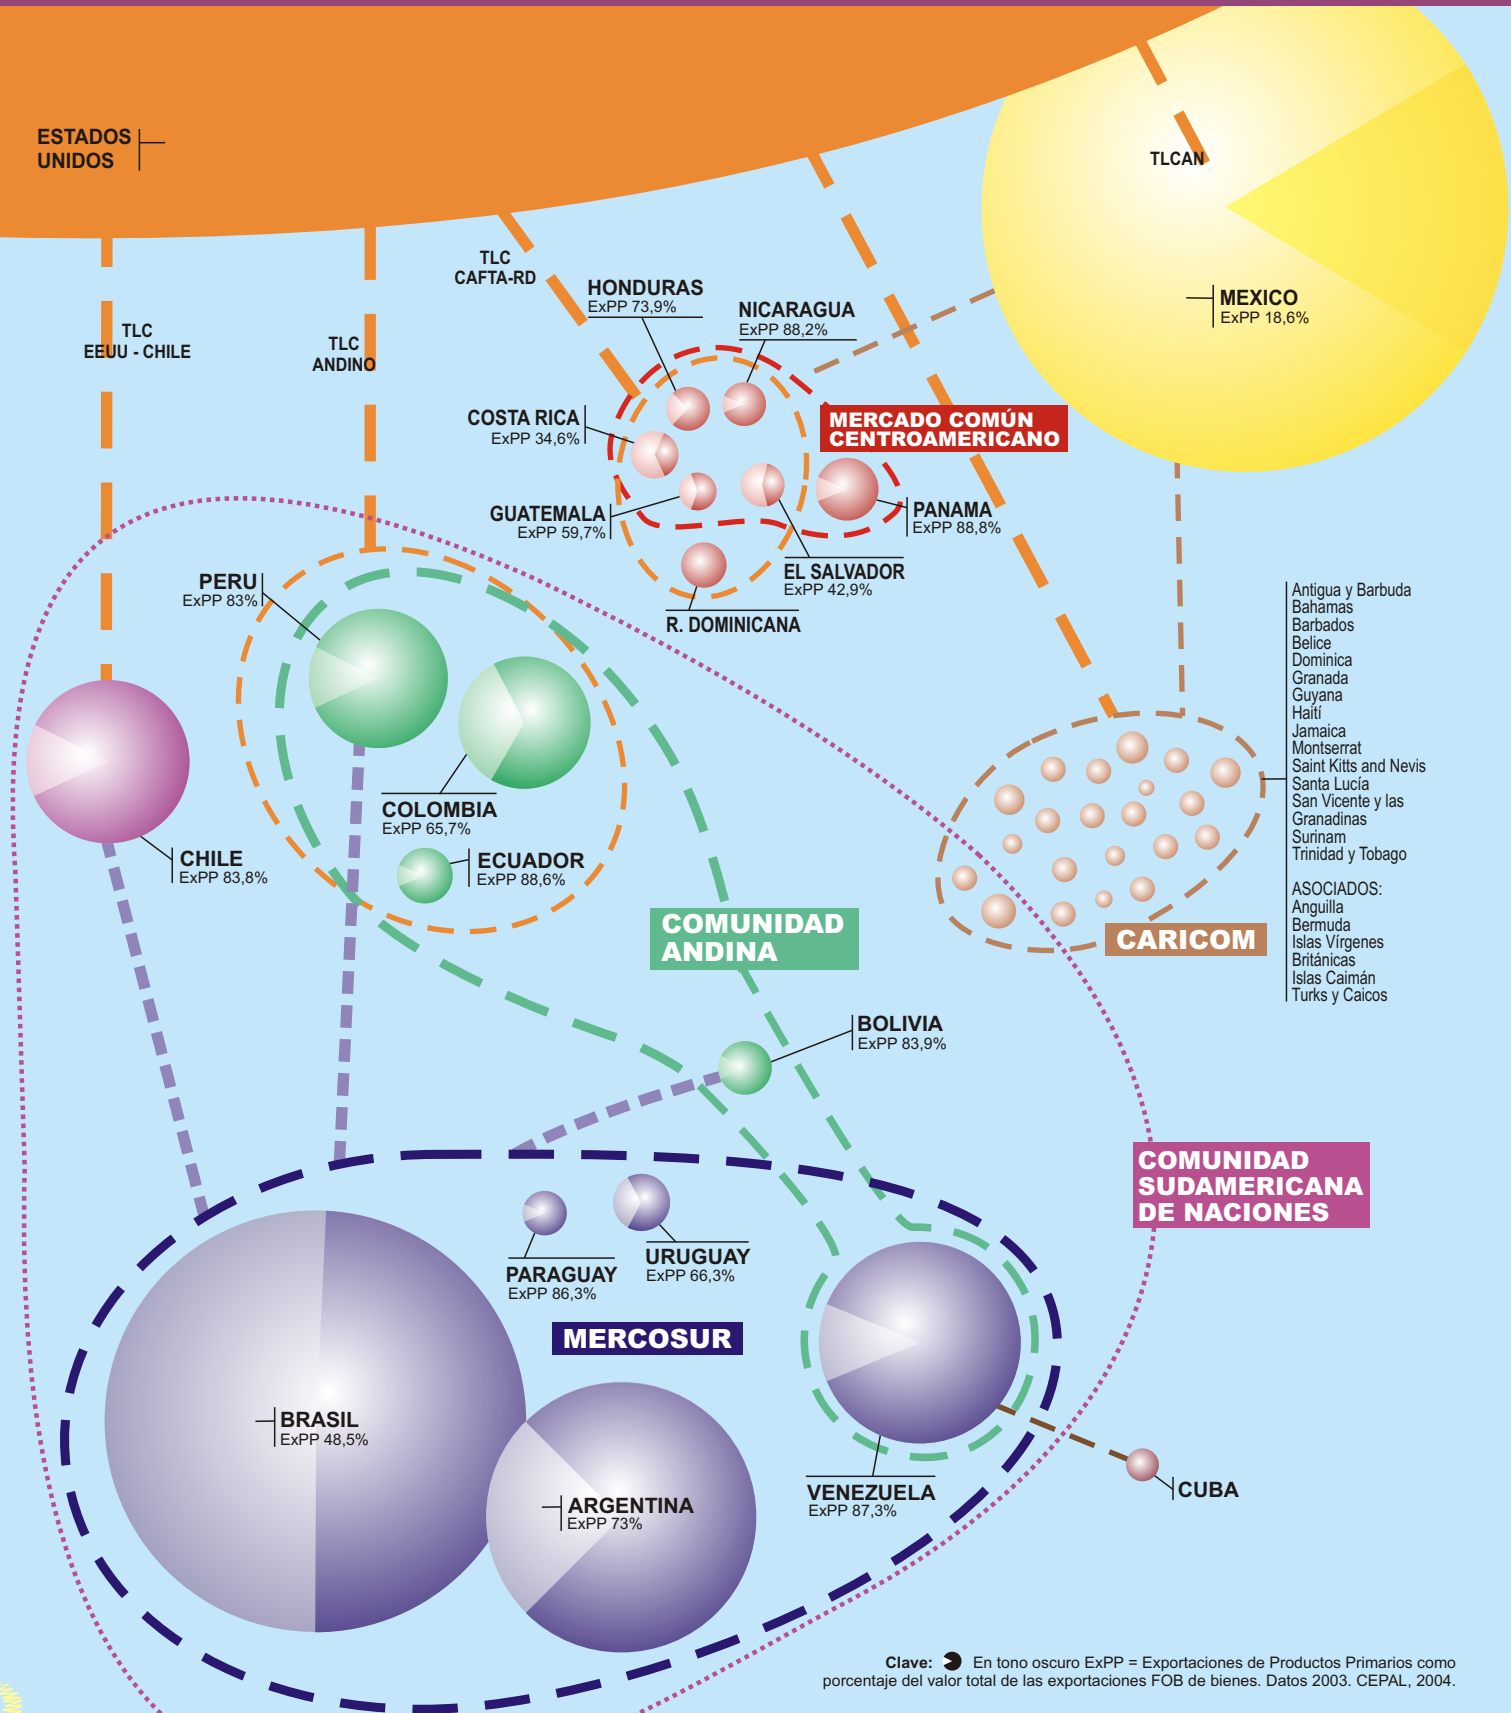 ESTADOS
UNIDOS
TLCAN
TLC
CAFTA-RD
HONDURAS
ExPP 73,9%
NICARAGUA
ExPP 88,2%
MEXICO
ExPP 18,6%
TLC
EEUU - CHILE
TLC
ANDINO
COSTA RICA
ExPP 34,6%
MERCADO COMÚN
CENTROAMERICANO
GUATEMALA
ExPP 59,7%
PANAMA
ExPP 88,8%
EL SALVADOR
ExPP 42,9%
R. DOMINICANA
PERU
ExPP 83%
Antigua y Barbuda
Bahamas
Barbados
Belice
Dominica
Granada
Guyana
Haití
Jamaica
Montserrat
Saint Kitts and Nevis
Santa Lucía
San Vicente y las
Granadinas
Surinam
Trinidad y Tobago
ASOCIADOS:
Anguilla
Bermuda
Islas Vírgenes
Británicas
Islas Caimán
Turks y Caicos
COLOMBIA
ExPP 65,7%
CHILE
ExPP 83,8%
ECUADOR
ExPP 88,6%
COMUNIDAD
ANDINA
CARICOM
BOLIVIA
ExPP 83,9%
COMUNIDAD
SUDAMERICANA
DE NACIONES
PARAGUAY
ExPP 86,3%
URUGUAY
ExPP 66,3%
MERCOSUR
BRASIL
ExPP 48,5%
ARGENTINA
ExPP 73%
VENEZUELA
ExPP 87,3%
CUBA
Clave: En tono oscuro ExPP = Exportaciones de Productos Primarios como
porcentaje del valor total de las exportaciones FOB de bienes. Datos 2003. CEPAL, 2004.